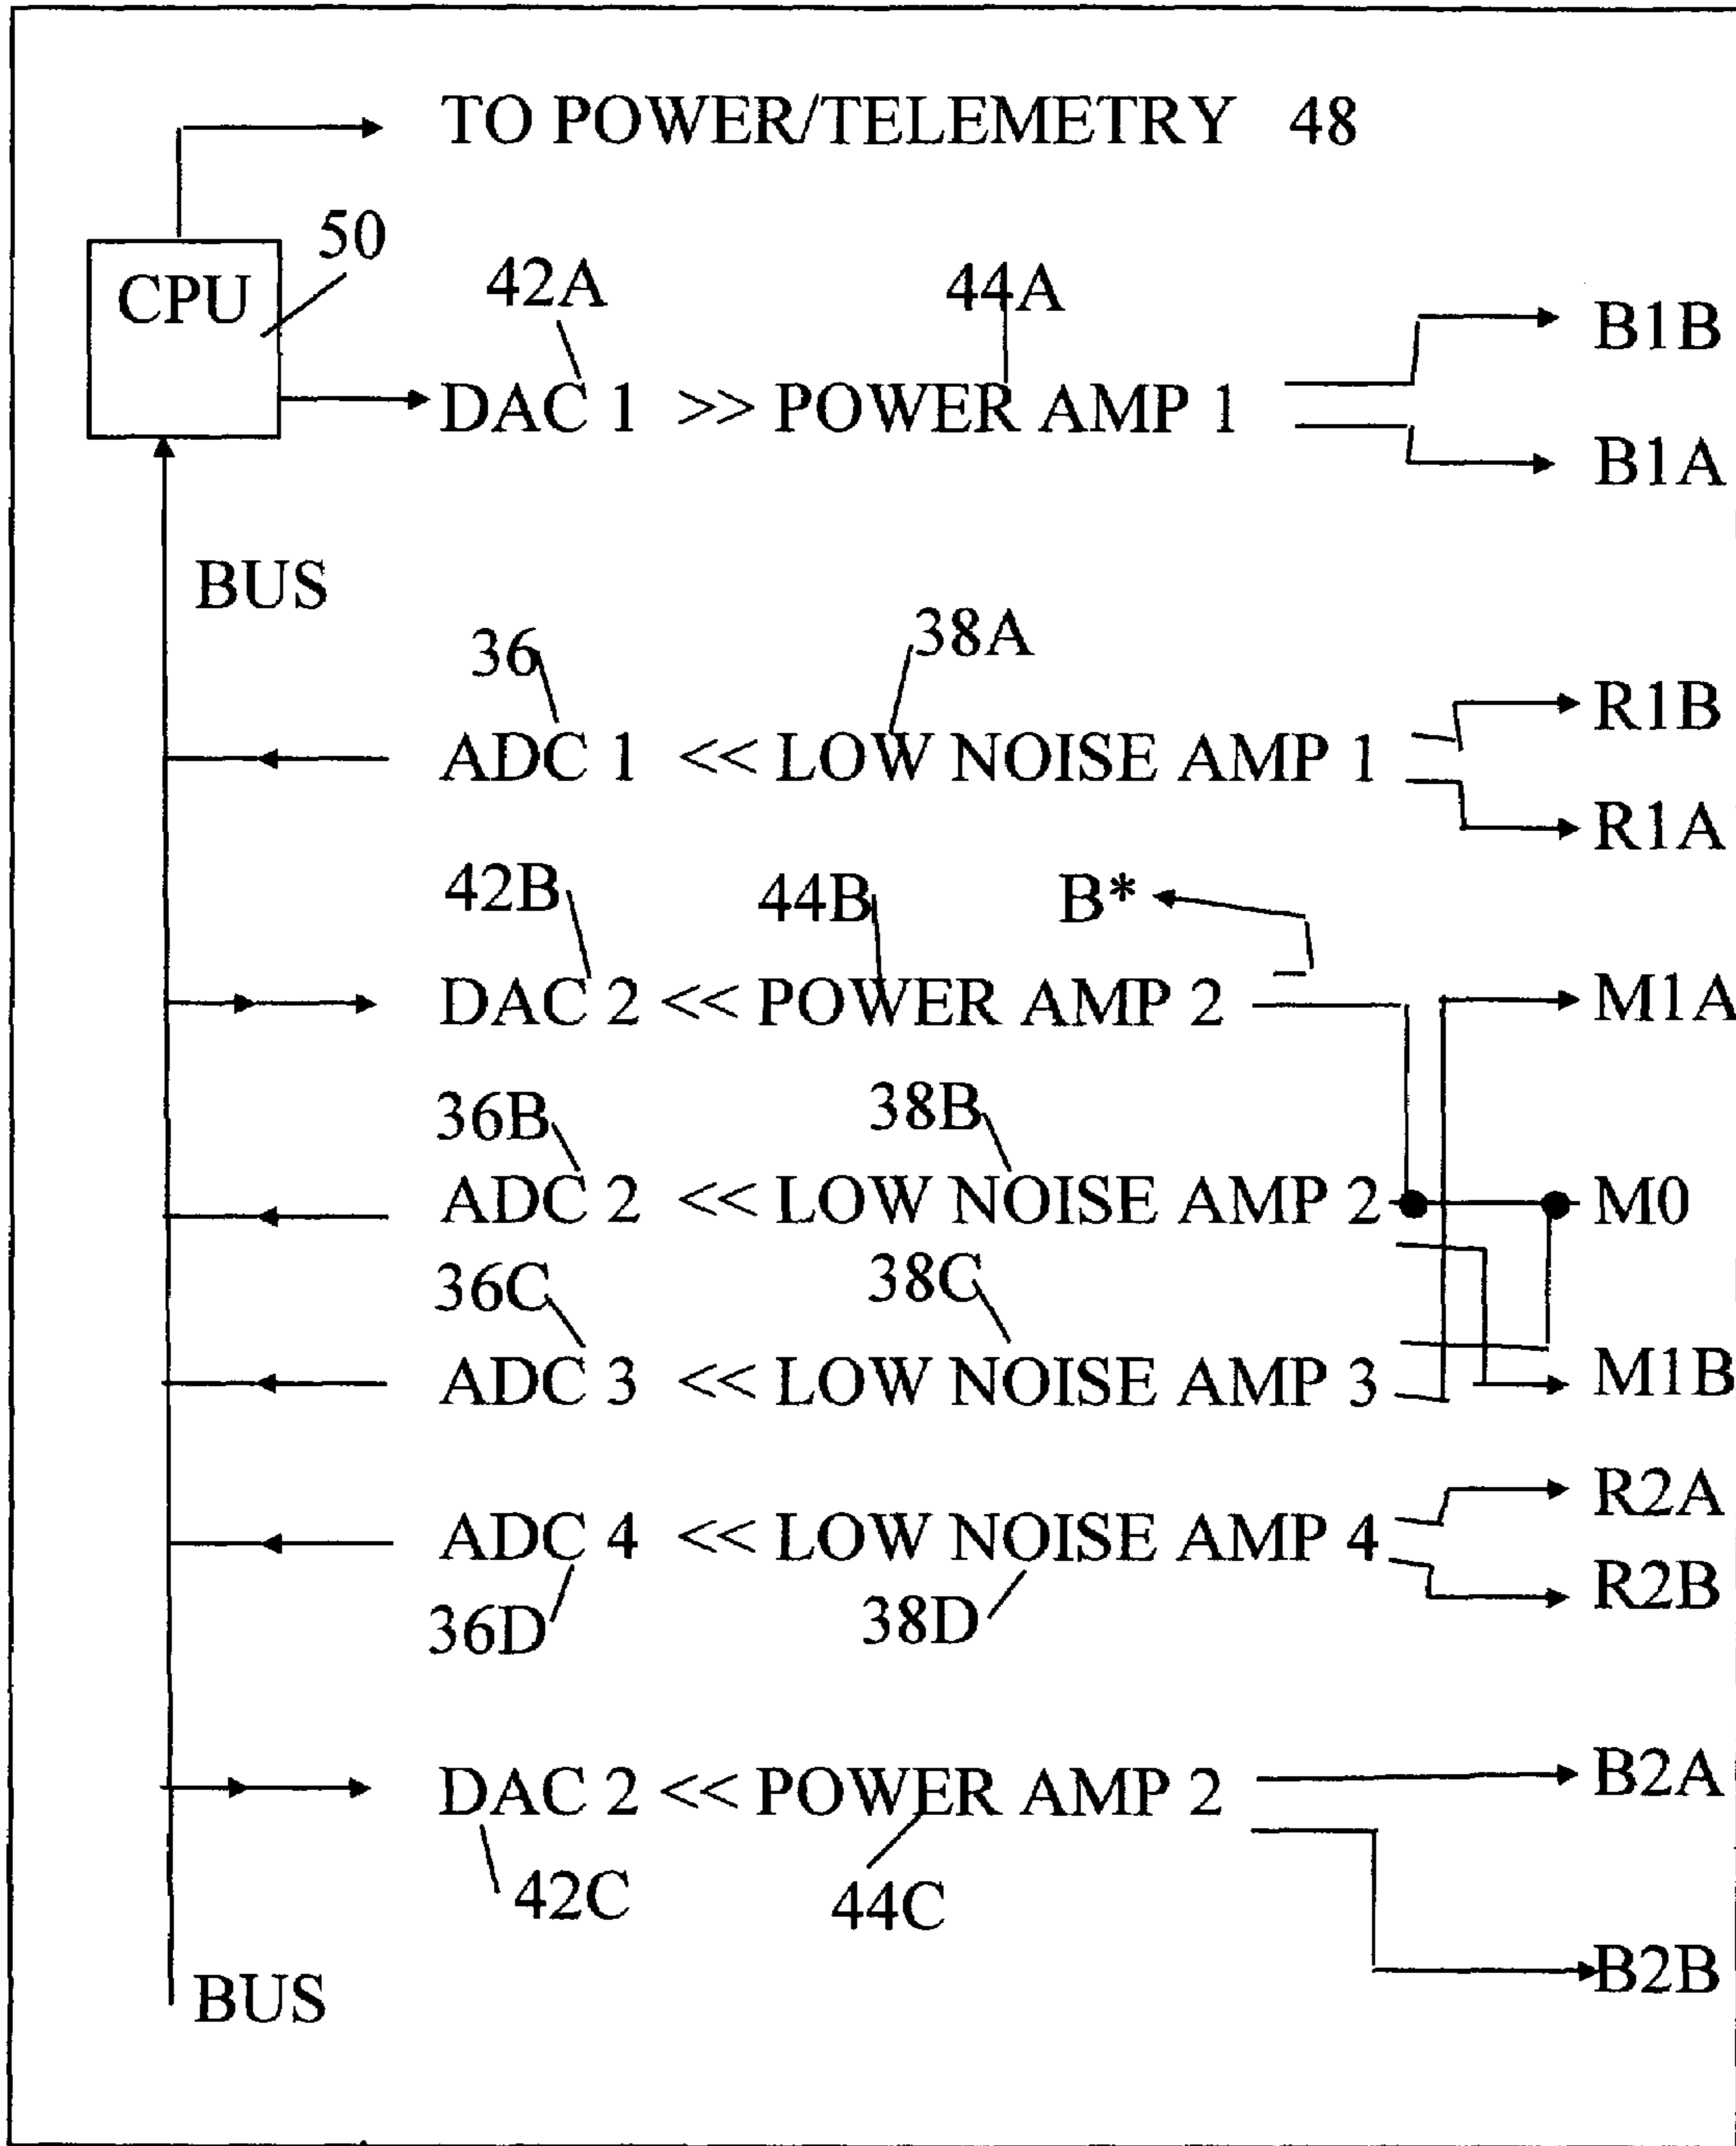 TO POWER/TELEMETRY 48
50
CPU
42A 44A
B1B
DAC 1 >> POWER AMP 1
B1A
BUS
36 38A
R1B
ADC 1 << LOW NOISE AMP 1
R1A
42B 44B B*
DAC 2 << POWER AMP 2 M1A
36B 38B
ADC 2 << LOW NOISE AMP 2 M0
36C 38C
ADC 3 << LOW NOISE AMP 3 M1B
R2A
ADC 4 << LOW NOISE AMP 4
R2B
36D 38D
DAC 2 << POWER AMP 2 B2A
42C 44C
B2B
BUS